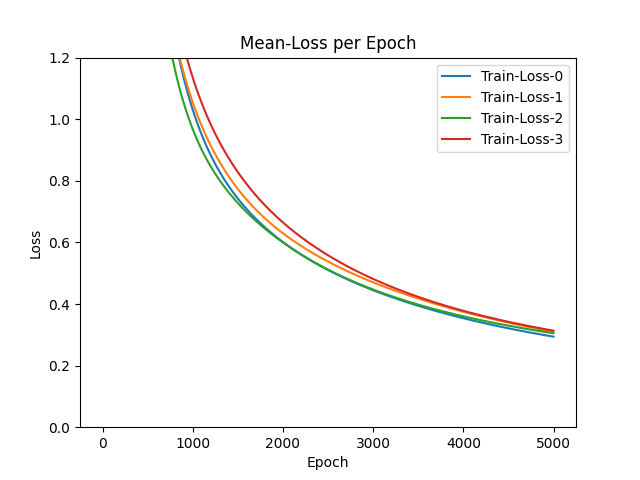 Mean-Loss per Epoch
1.2
1.0
0.8
0.6
0.4
0.2
0.0
Loss
Train-Loss-0
Train-Loss-1
Train-Loss-2
Train-Loss-3
0 1000 2000 3000 4000 5000
Epoch